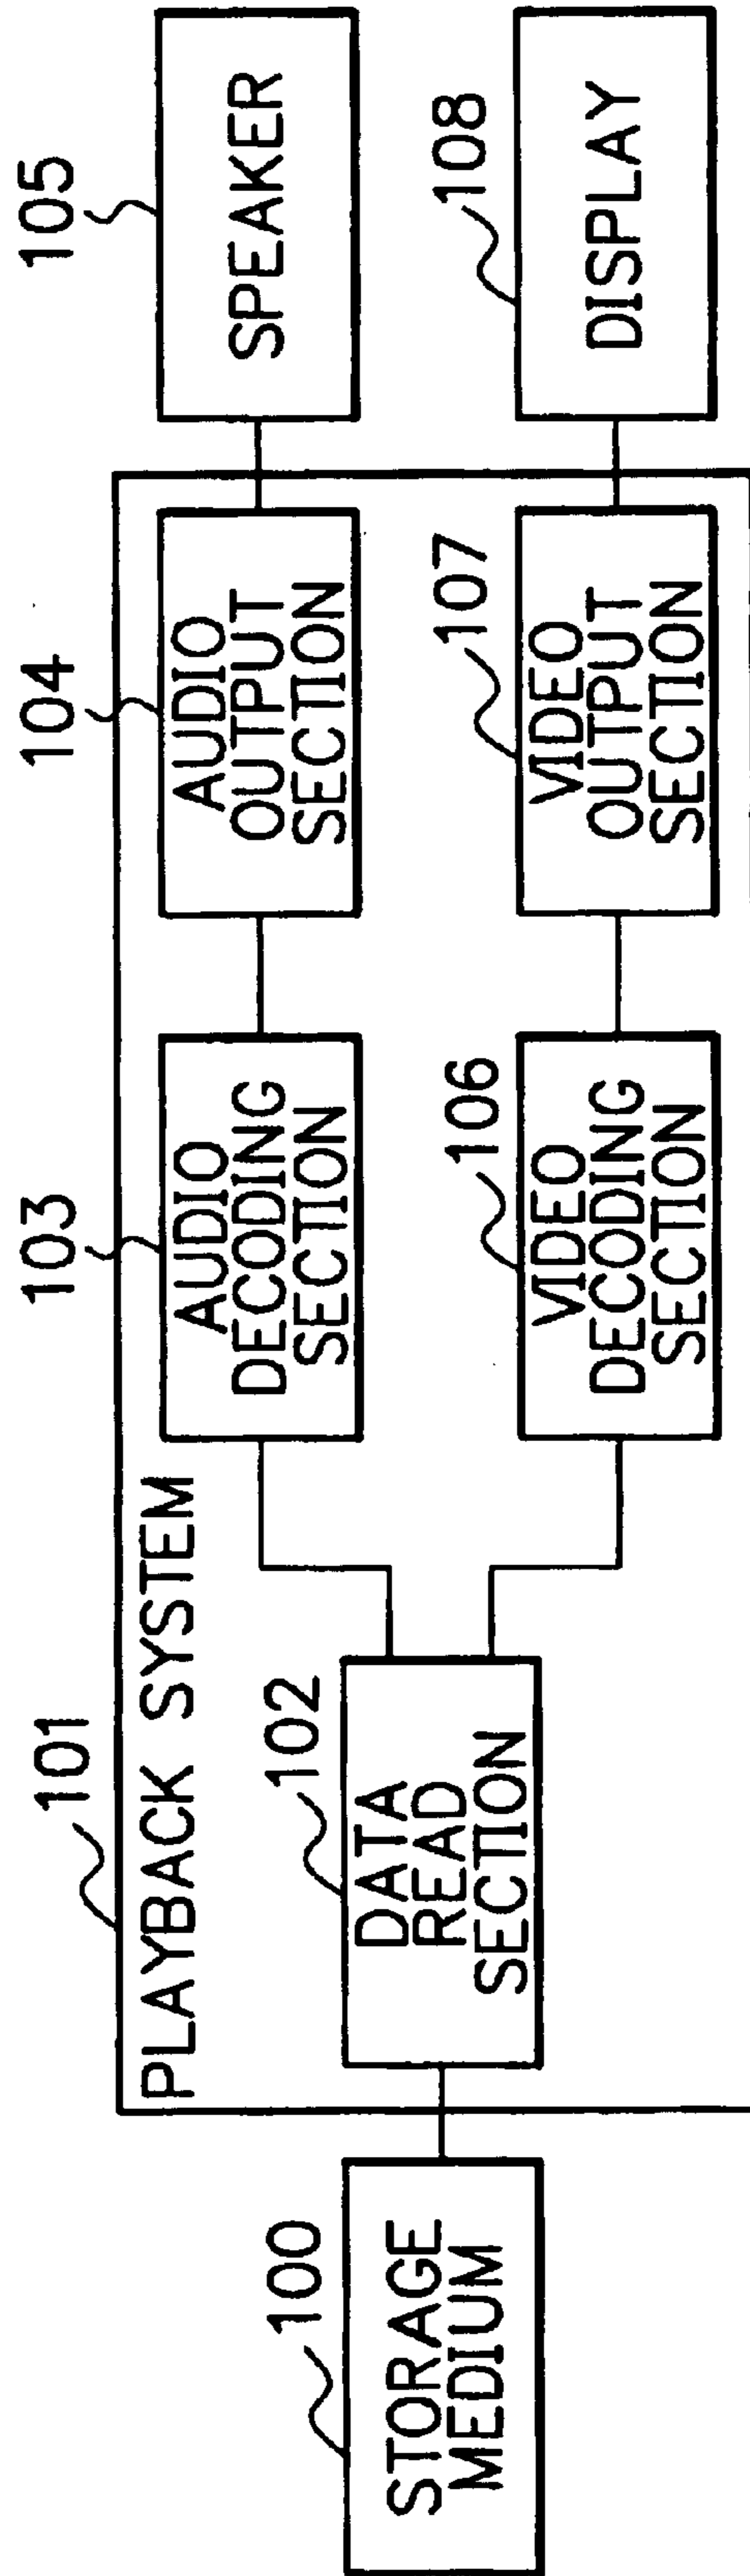 100
STORAGE
MEDIUM
101
PLAYBACK SYSTEM
102
DATA
READ
SECTION
103
AUDIO
DECODING
SECTION
104
AUDIO
OUTPUT
SECTION
105
SPEAKER
106
VIDEO
DECODING
SECTION
107
VIDEO
OUTPUT
SECTION
108
DISPLAY